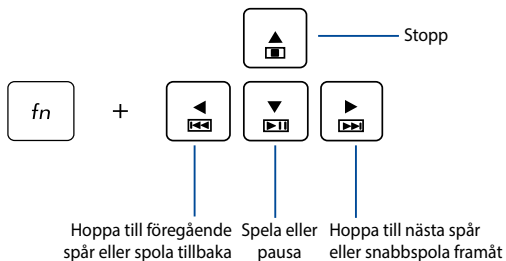 Stopp
fn +
Hoppa till föregående
spår eller spola tillbaka
Spela eller
pausa
Hoppa till nästa spår
eller snabbspola framåt